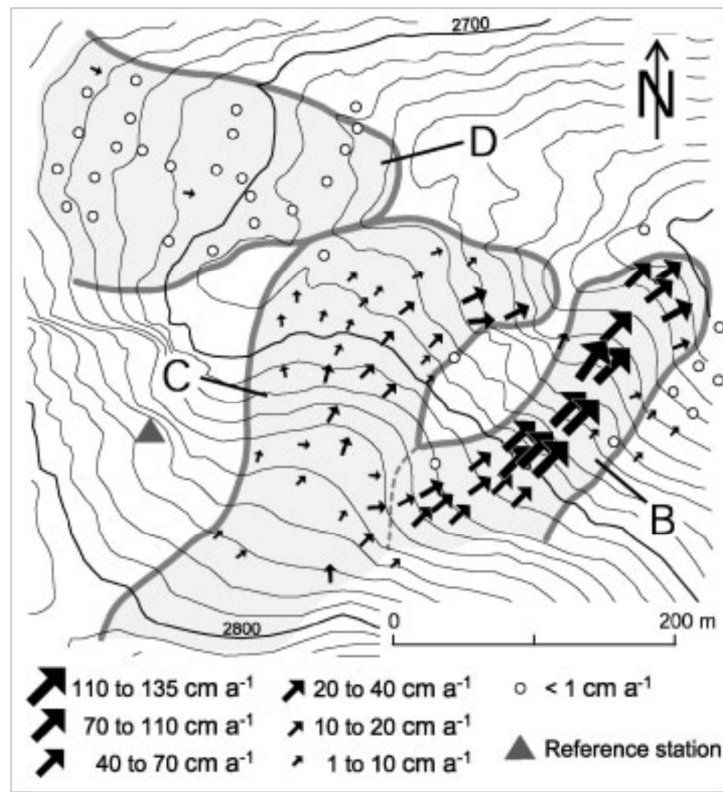 2700
N
D
C
B
2800
0 200 m
110 to 135 cm a⁻¹
70 to 110 cm a⁻¹
40 to 70 cm a⁻¹
20 to 40 cm a⁻¹
10 to 20 cm a⁻¹
1 to 10 cm a⁻¹
< 1 cm a⁻¹
Reference station